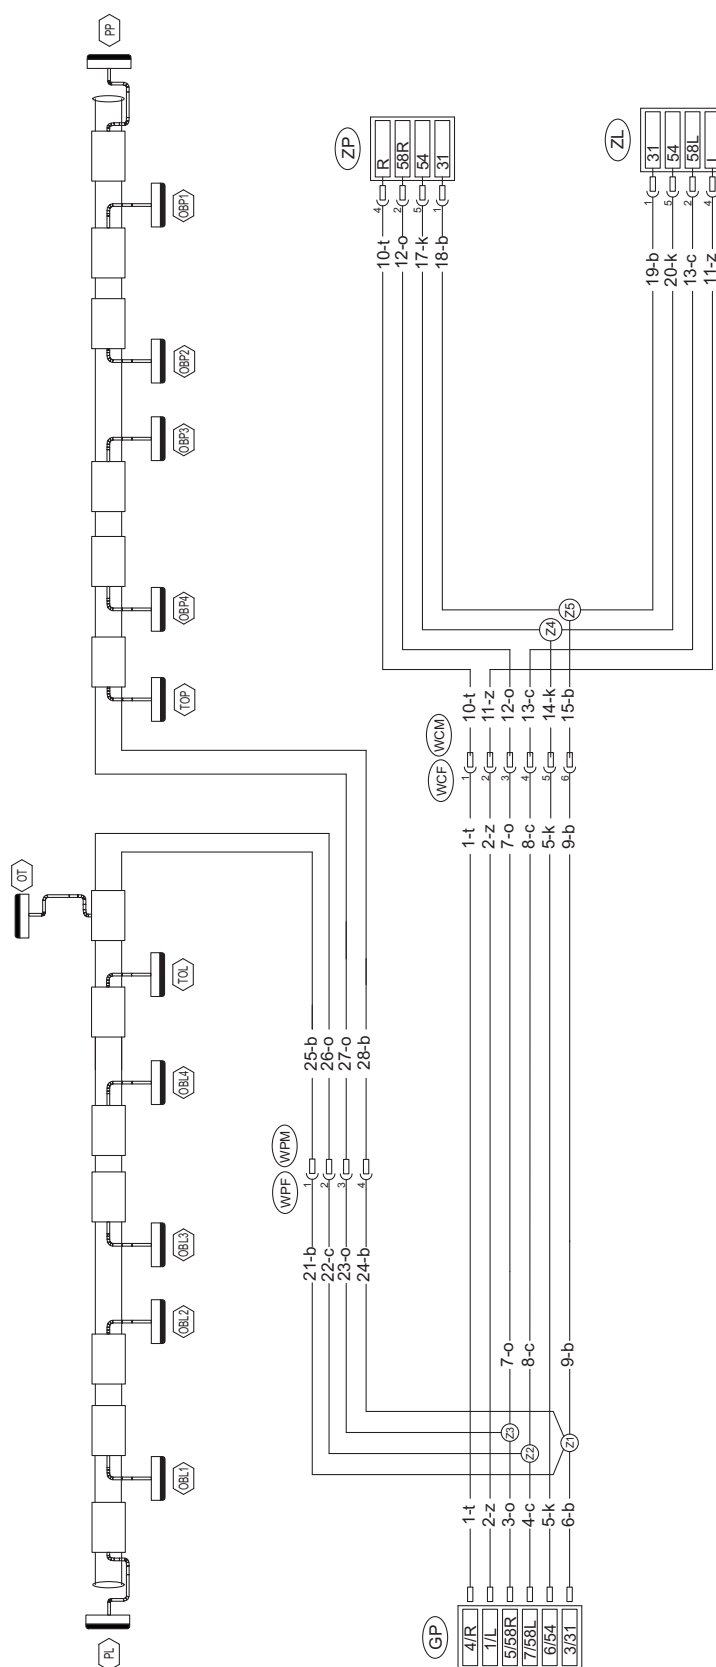 PP
OBP1
OBP2
OBP3
OBP4
TOP
OT
TOL
OBL4
OBL3
OBL2
OBL1
PL
ZP
R
58R
54
31
4
2
5
1
10-t
12-o
17-k
18-b
ZL
31
54
58L
L
1
5
2
4
19-b
20-k
13-c
11-z
Z5
Z4
10-t
11-z
12-o
13-c
14-k
15-b
WCM
WCF
1
2
3
4
5
6
1-t
2-z
7-o
8-c
5-k
9-b
25-b
26-o
27-o
28-b
WPM
WPF
1
2
3
4
21-b
22-c
23-o
24-b
7-o
8-c
9-b
Z3
Z2
Z1
1-t
2-z
3-o
4-c
5-k
6-b
GP
4/R
1/L
5/58R
7/58L
6/54
3/31